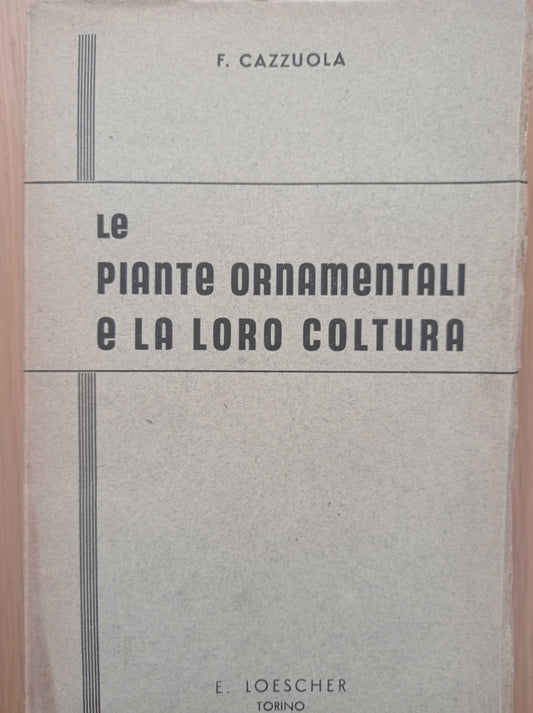 F. CAZZUOLA
Le
PIANTE ORNAMENTALI
e LA LORO COLTURA
E. LOESCHER
TORINO